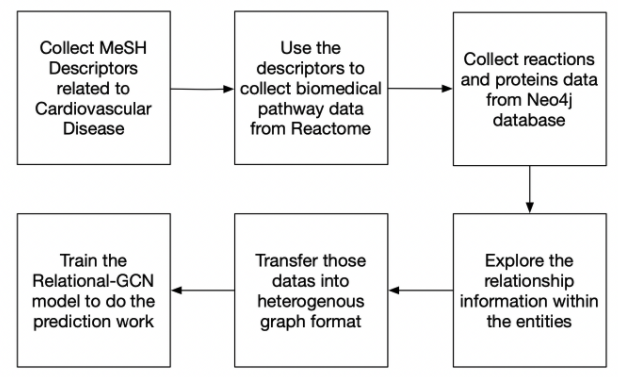 Collect MeSH
Descriptors
related to
Cardiovascular
Disease
Use the
descriptors to
collect biomedical
pathway data
from Reactome
Collect reactions
and proteins data
from Neo4j
database
Explore the
relationship
information within
the entities
Transfer those
datas into
heterogenous
graph format
Train the
Relational-GCN
model to do the
prediction work